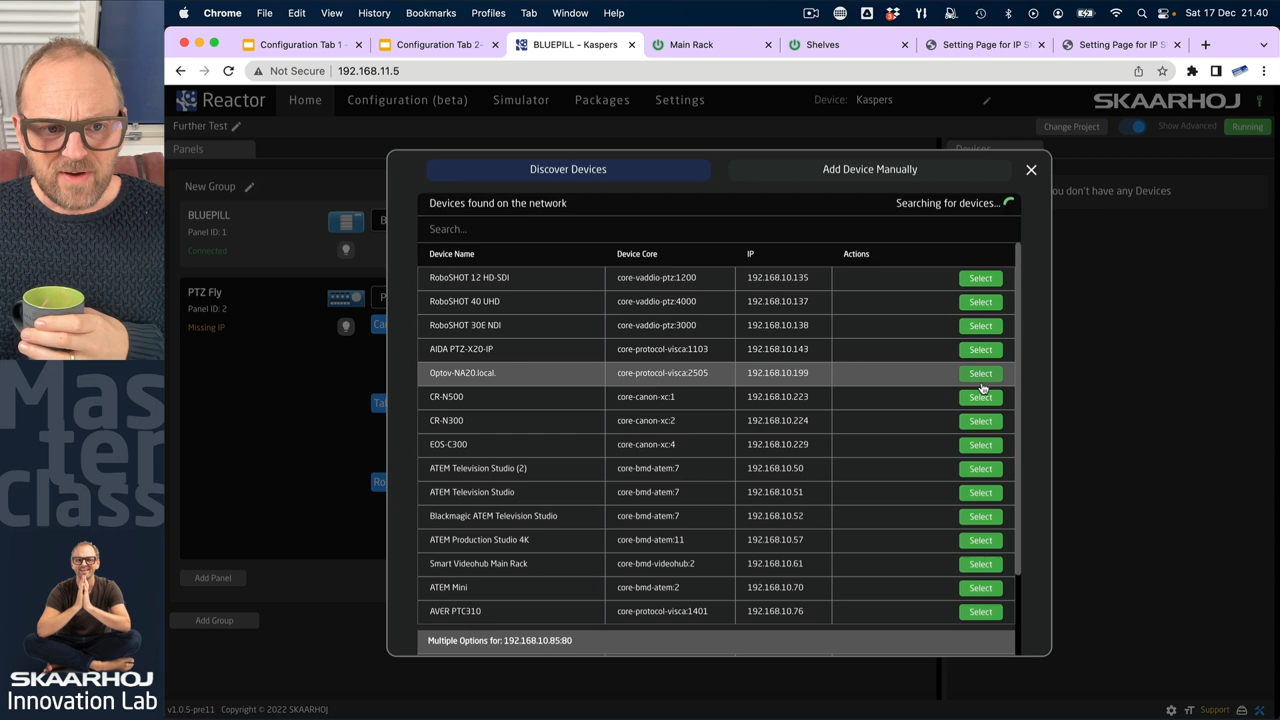 Chrome File Edit View History Bookmarks Profiles Tab Window Help Sat 17 Dec 21.40
Configuration Tab 1 - Configuration Tab 2- BLUEPILL - Kaspers Main Rack Shelves Setting Page for IP S Setting Page for IP S
Not Secure 192.168.11.5
Reactor Home Configuration (beta) Simulator Packages Settings Device: Kaspers SKAARHOJ
Further Test Change Project Show Advanced Running
Panels Devices
New Group
BLUEPILL
Panel ID: 1
Connected
PTZ Fly
Panel ID: 2
Missing IP
Add Panel
Add Group
ou don't have any Devices
Discover Devices Add Device Manually
Devices found on the network Searching for devices...
Search...
Device Name Device Core IP Actions
RoboSHOT 12 HD-SDI core-vaddio-ptz:1200 192.168.10.135 Select
RoboSHOT 40 UHD core-vaddio-ptz:4000 192.168.10.137 Select
RoboSHOT 30E NDI core-vaddio-ptz:3000 192.168.10.138 Select
AIDA PTZ-X20-IP core-protocol-visca:1103 192.168.10.143 Select
Optov-NA20.local. core-protocol-visca:2505 192.168.10.199 Select
CR-N500 core-canon-xc:1 192.168.10.223 Select
CR-N300 core-canon-xc:2 192.168.10.224 Select
EOS-C300 core-canon-xc:4 192.168.10.229 Select
ATEM Television Studio (2) core-bmd-atem:7 192.168.10.50 Select
ATEM Television Studio core-bmd-atem:7 192.168.10.51 Select
Blackmagic ATEM Television Studio core-bmd-atem:7 192.168.10.52 Select
ATEM Production Studio 4K core-bmd-atem:11 192.168.10.57 Select
Smart Videohub Main Rack core-bmd-videohub:2 192.168.10.61 Select
ATEM Mini core-bmd-atem:2 192.168.10.70 Select
AVER PTC310 core-protocol-visca:1401 192.168.10.76 Select
Multiple Options for: 192.168.10.85:80
v1.0.5-pre11 Copyright © 2022 SKAARHOJ Support
Mas
ter
Class
SKAARHOJ
Innovation Lab